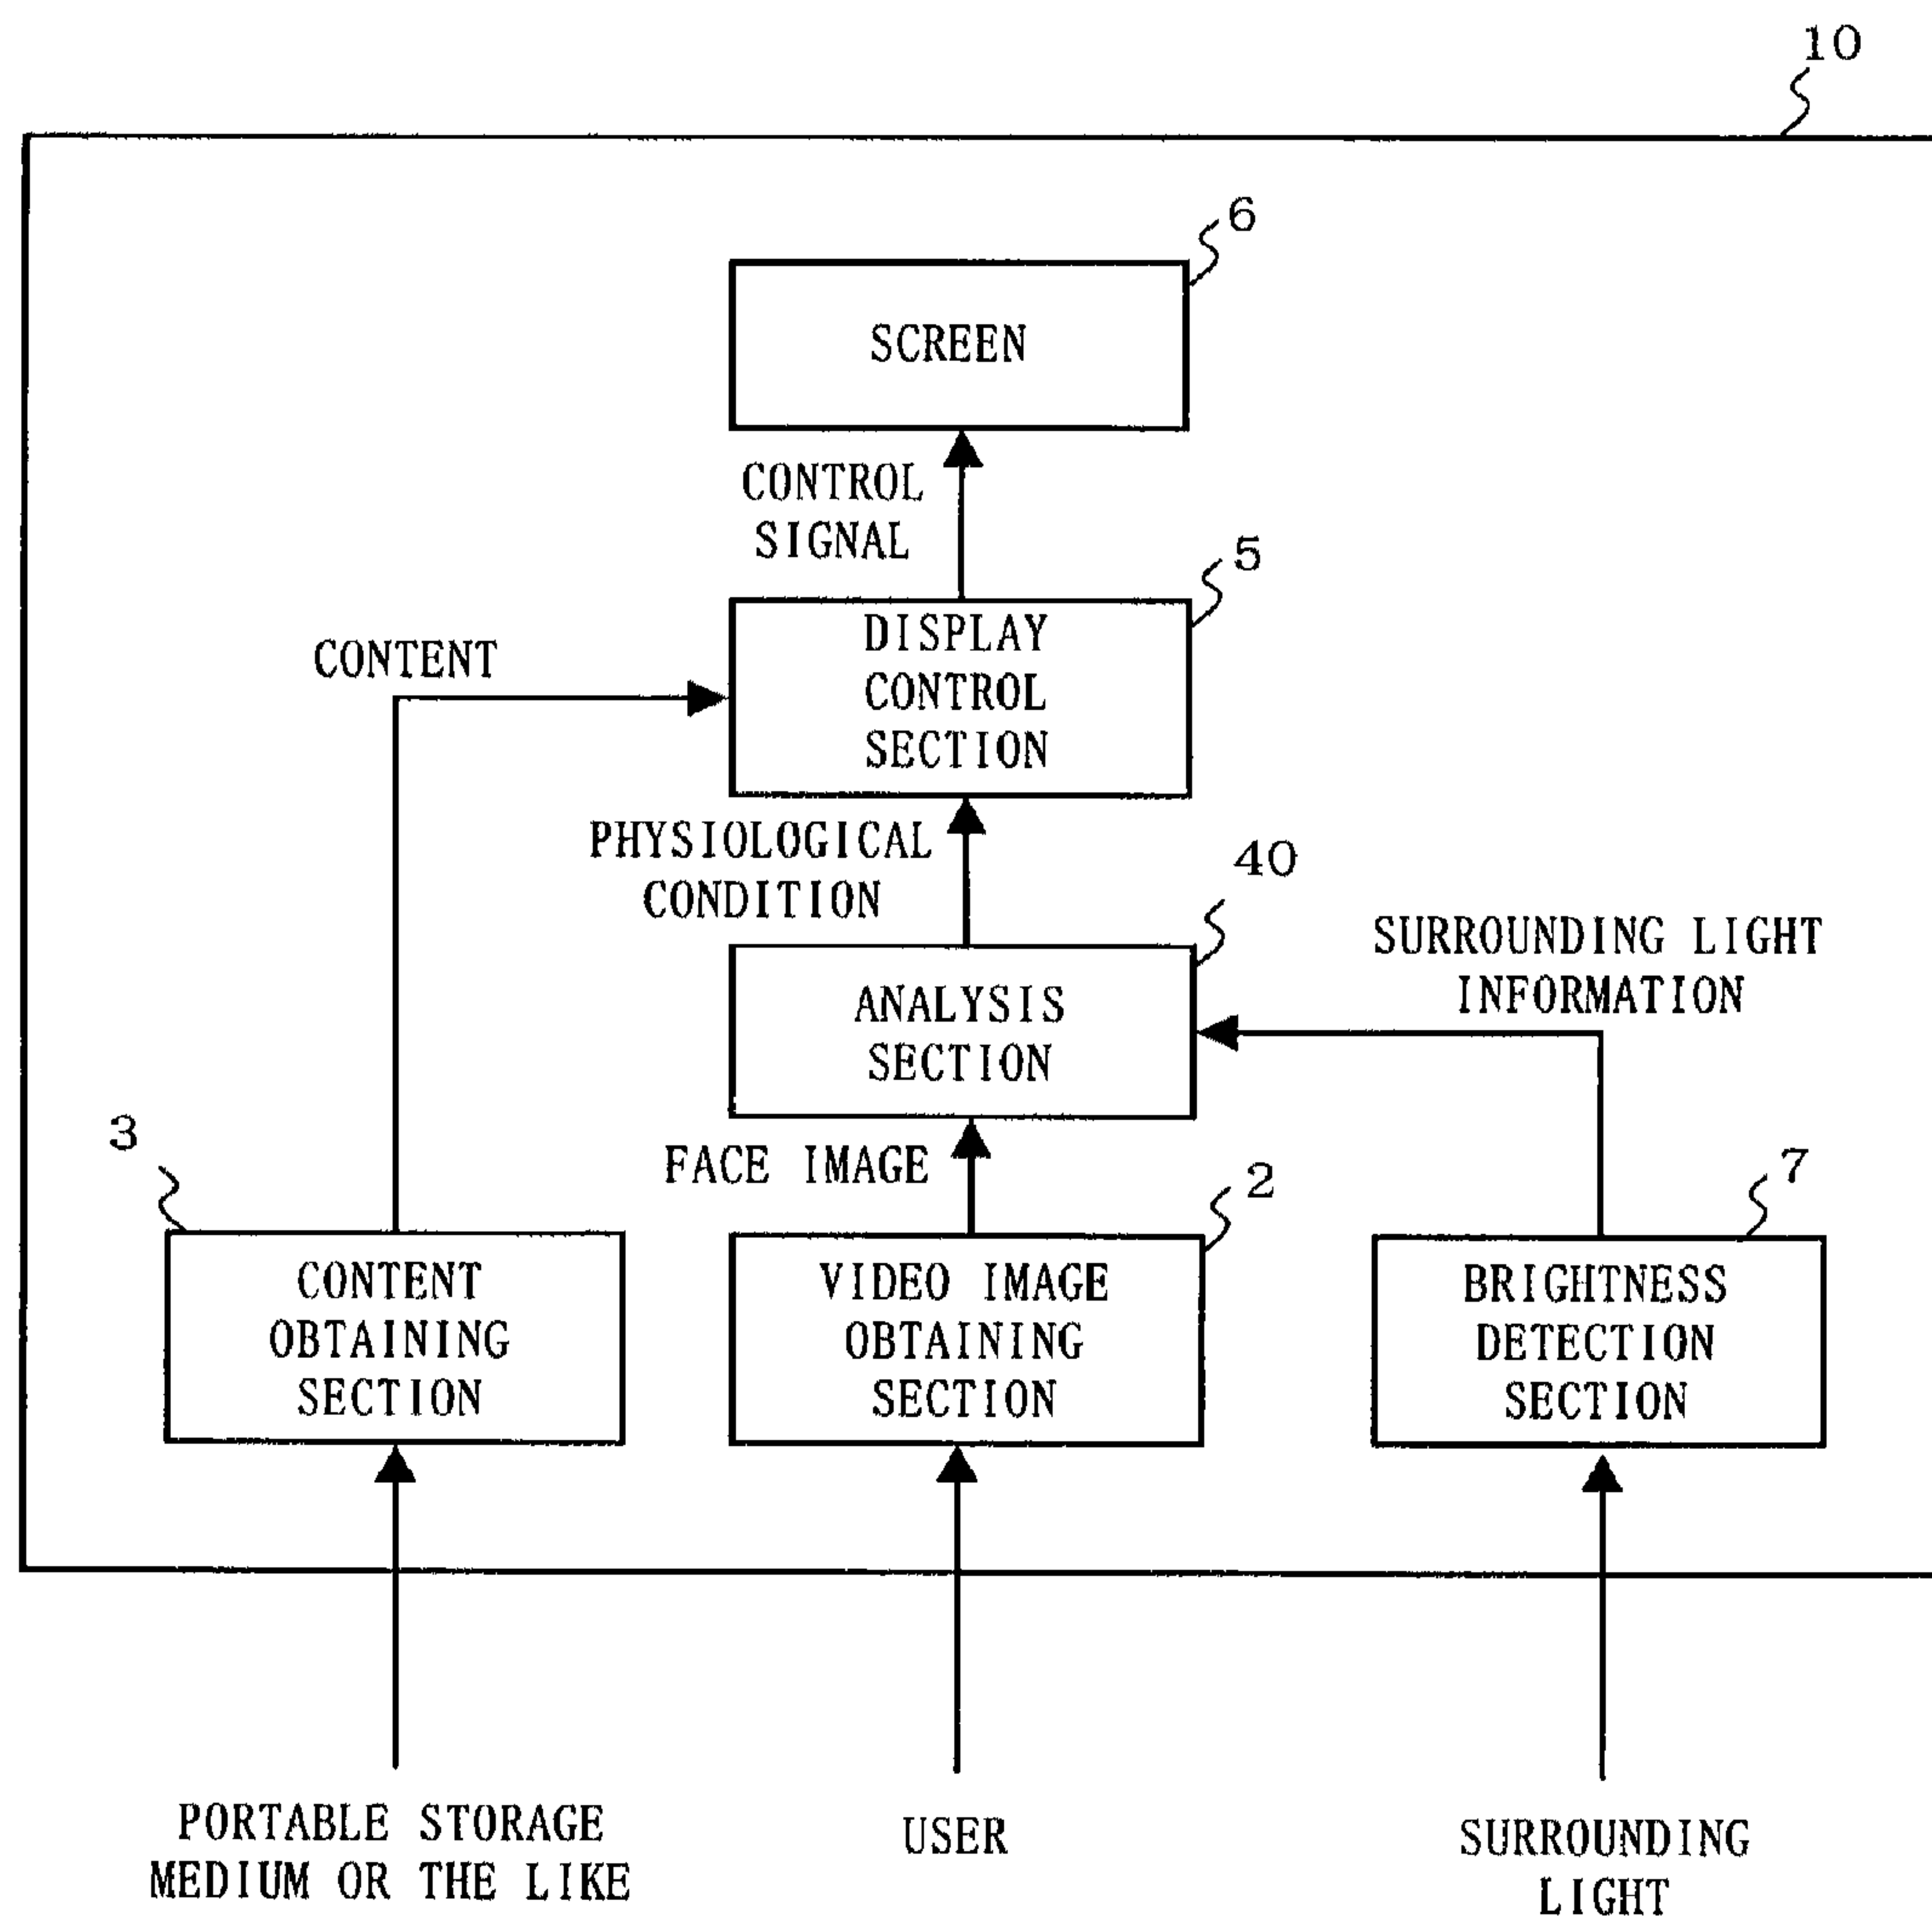 10
6
SCREEN
CONTROL
SIGNAL
5
DISPLAY
CONTROL
SECTION
CONTENT
PHYSIOLOGICAL
CONDITION
40
ANALYSIS
SECTION
SURROUNDING LIGHT
INFORMATION
3
FACE IMAGE
2
7
CONTENT
OBTAINING
SECTION
VIDEO IMAGE
OBTAINING
SECTION
BRIGHTNESS
DETECTION
SECTION
PORTABLE STORAGE
MEDIUM OR THE LIKE
USER
SURROUNDING
LIGHT